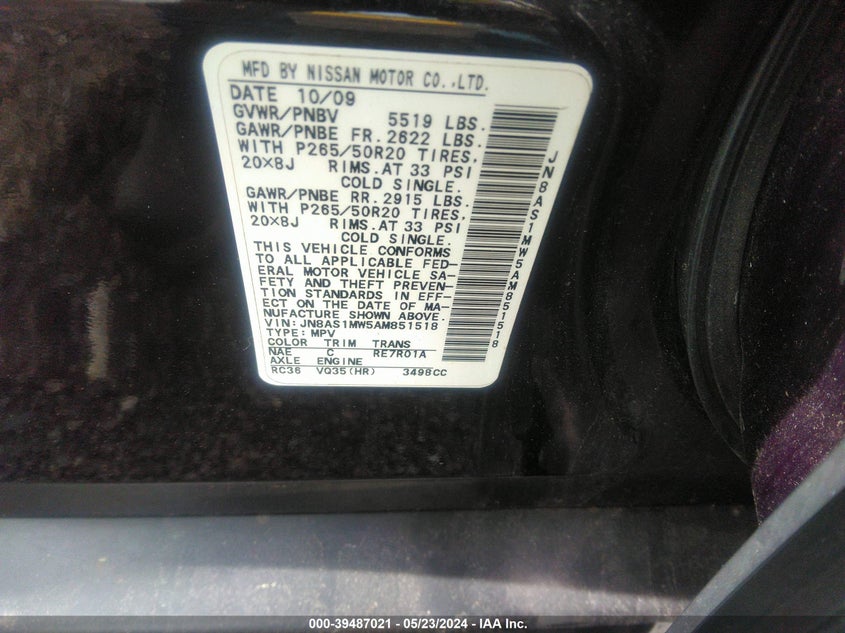 MFD BY NISSAN MOTOR CO.,LTD.
DATE 10/09
GVWR/PNBV 5519 LBS.
GAWR/PNBE FR. 2622 LBS.
WITH P265/50R20 TIRES,
20×8J RIMS.AT 33 PSI
COLD SINGLE.
GAWR/PNBE RR. 2915 LBS.
WITH P265/50R20 TIRES,
20×8J RIMS.AT 33 PSI
COLD SINGLE.
THIS VEHICLE CONFORMS
TO ALL APPLICABLE FED-
ERAL MOTOR VEHICLE SA-
FETY AND THEFT PREVEN-
TION STANDARDS IN EFF-
ECT ON THE DATE OF MA-
NUFACTURE SHOWN ABOVE.
VIN: JN8AS1MW5AM851518
TYPE: MPV
COLOR TRIM TRANS
NAE C RE7R01A
AXLE ENGINE
RC36 VQ35(HR) 3498CC
JN8AS1MW5AM851518
000-39487021 / 05/23/2024 / ©IAA Inc.